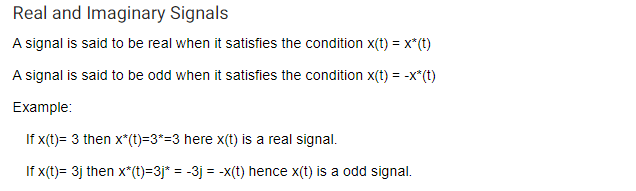 Real and Imaginary Signals
A signal is said to be real when it satisfies the condition x(t) = x*(t)
A signal is said to be odd when it satisfies the condition x(t) = -x*(t)
Example:
If x(t)= 3 then x*(t)=3*=3 here x(t) is a real signal.
If x(t)= 3j then x*(t)=3j* = -3j = -x(t) hence x(t) is a odd signal.